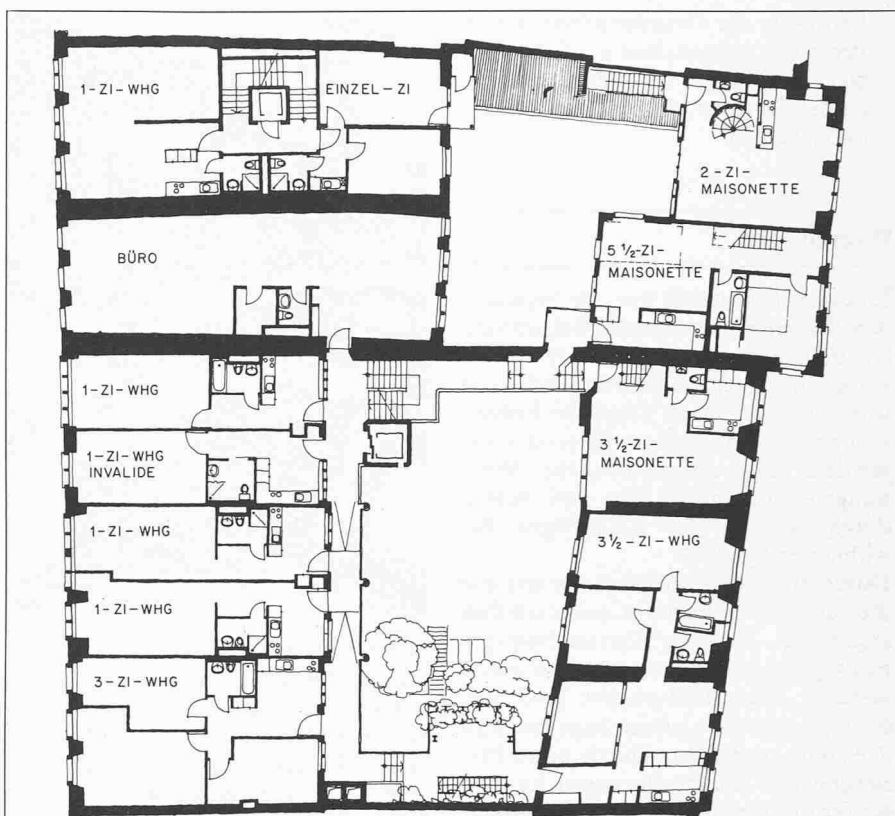 1-ZI-WHG
EINZEL-ZI
2-ZI-
MAISONETTE
5 ½-ZI-
MAISONETTE
BÜRO
1-ZI-WHG
1-ZI-WHG
INVALIDE
3 ½-ZI-
MAISONETTE
1-ZI-WHG
3½-ZI-WHG
1-ZI-WHG
3-ZI-WHG